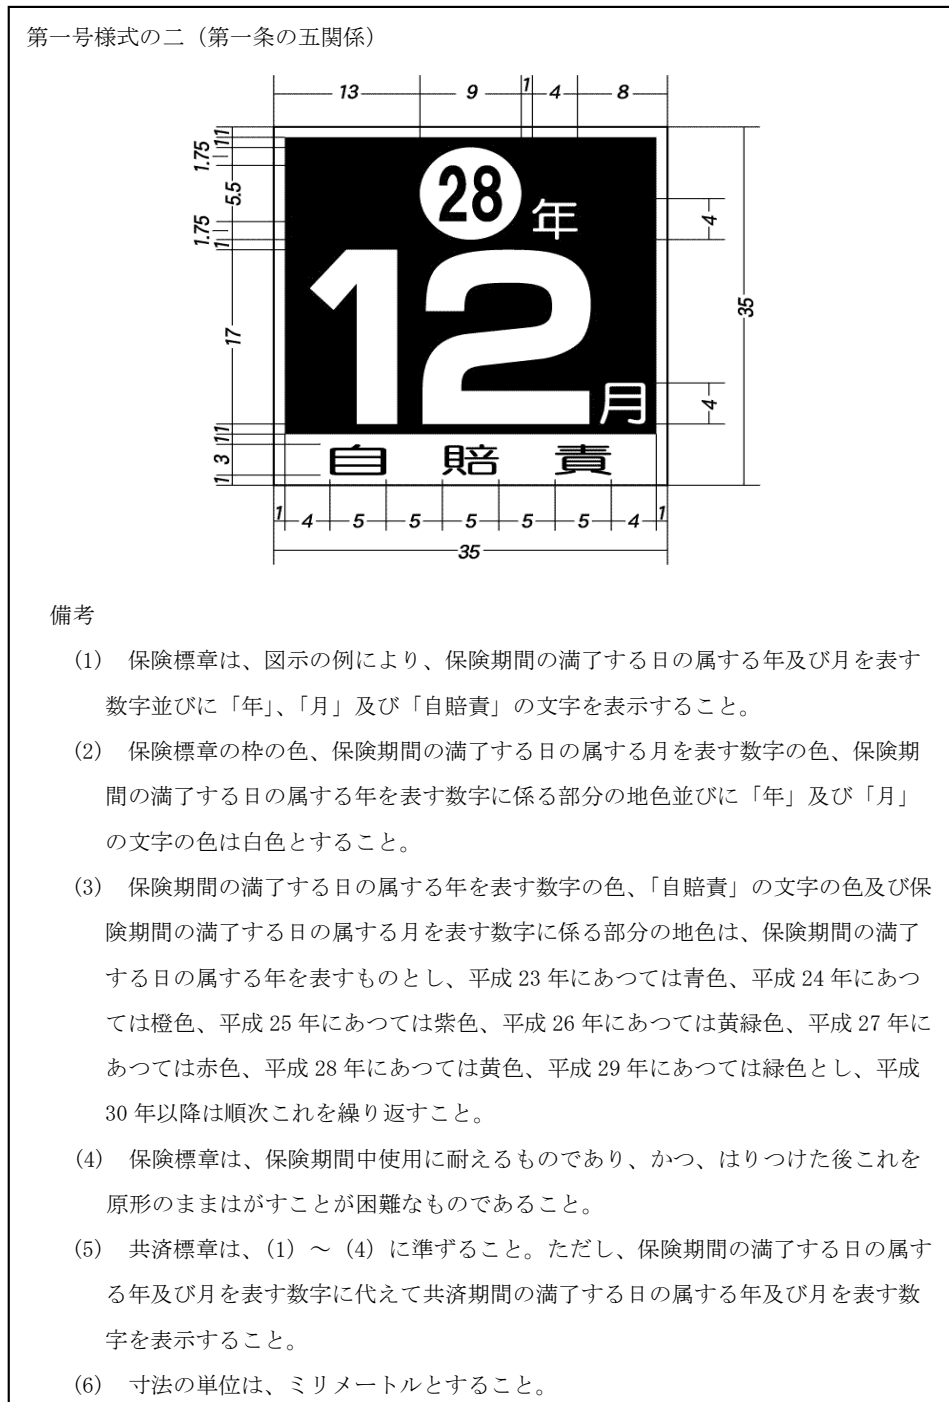 第一号様式の二（第一条の五関係）
13 9 1 4 8
1
1.75
5.5
1.75
1
17
1
1
3
1
28 年
12 月
自 賠 責
4
4
35
1 4 5 5 5 5 5 4 1
35
備考
(1) 保険標章は、図示の例により、保険期間の満了する日の属する年及び月を表す
数字並びに「年」、「月」及び「自賠責」の文字を表示すること。
(2) 保険標章の枠の色、保険期間の満了する日の属する月を表す数字の色、保険期
間の満了する日の属する年を表す数字に係る部分の地色並びに「年」及び「月」
の文字の色は白色とすること。
(3) 保険期間の満了する日の属する年を表す数字の色、「自賠責」の文字の色及び保
険期間の満了する日の属する月を表す数字に係る部分の地色は、保険期間の満了
する日の属する年を表すものとし、平成 23 年にあつては青色、平成 24 年にあつ
ては橙色、平成 25 年にあつては紫色、平成 26 年にあつては黄緑色、平成 27 年に
あつては赤色、平成 28 年にあつては黄色、平成 29 年にあつては緑色とし、平成
30 年以降は順次これを繰り返すこと。
(4) 保険標章は、保険期間中使用に耐えるものであり、かつ、はりつけた後これを
原形のままはがすことが困難なものであること。
(5) 共済標章は、(1) ～ (4) に準ずること。ただし、保険期間の満了する日の属す
る年及び月を表す数字に代えて共済期間の満了する日の属する年及び月を表す数
字を表示すること。
(6) 寸法の単位は、ミリメートルとすること。